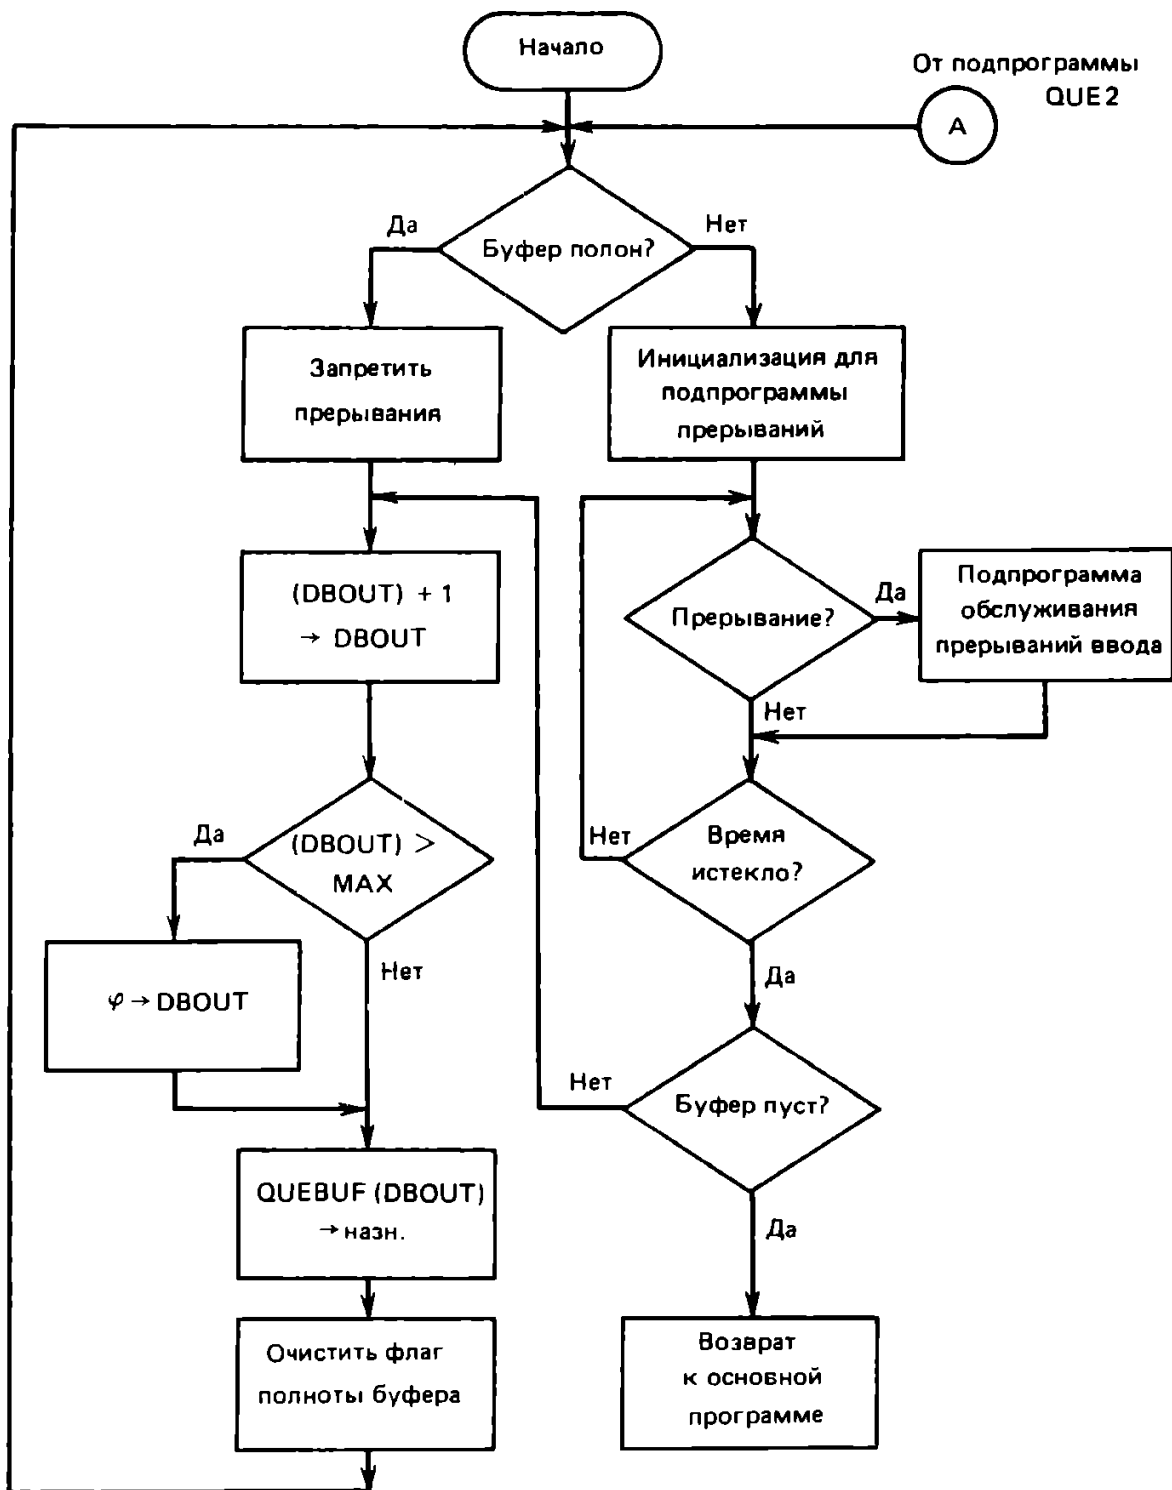 Начало
От подпрограммы
QUE2
A
Да
Нет
Буфер полон?
Запретить
прерывания
Инициализация для
подпрограммы
прерываний
(DBOUT) + 1
→ DBOUT
Прерывание?
Да
Подпрограмма
обслуживания
прерываний ввода
Нет
Да
(DBOUT) >
MAX
Нет
Время
истекло?
Нет
Да
φ → DBOUT
Нет
Буфер пуст?
QUEBUF (DBOUT)
→ назн.
Да
Очистить флаг
полноты буфера
Возврат
к основной
программе